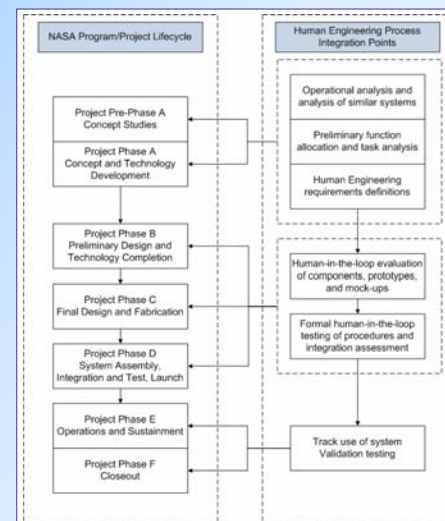 NASA Program/Project Lifecycle
Project Pre-Phase A
Concept Studies
Project Phase A
Concept and Technology
Development
Project Phase B
Preliminary Design and
Technology Completion
Project Phase C
Final Design and Fabrication
Project Phase D
System Assembly,
Integration and Test, Launch
Project Phase E
Operations and Sustainment
Project Phase F
Closeout
Human Engineering Process
Integration Points
Operational analysis and
analysis of similar systems
Preliminary function
allocation and task analysis
Human Engineering
requirements definitions
Human-in-the-loop evaluation
of components, prototypes,
and mock-ups
Formal human-in-the-loop
testing of procedures and
integration assessment
Track use of system
Validation testing